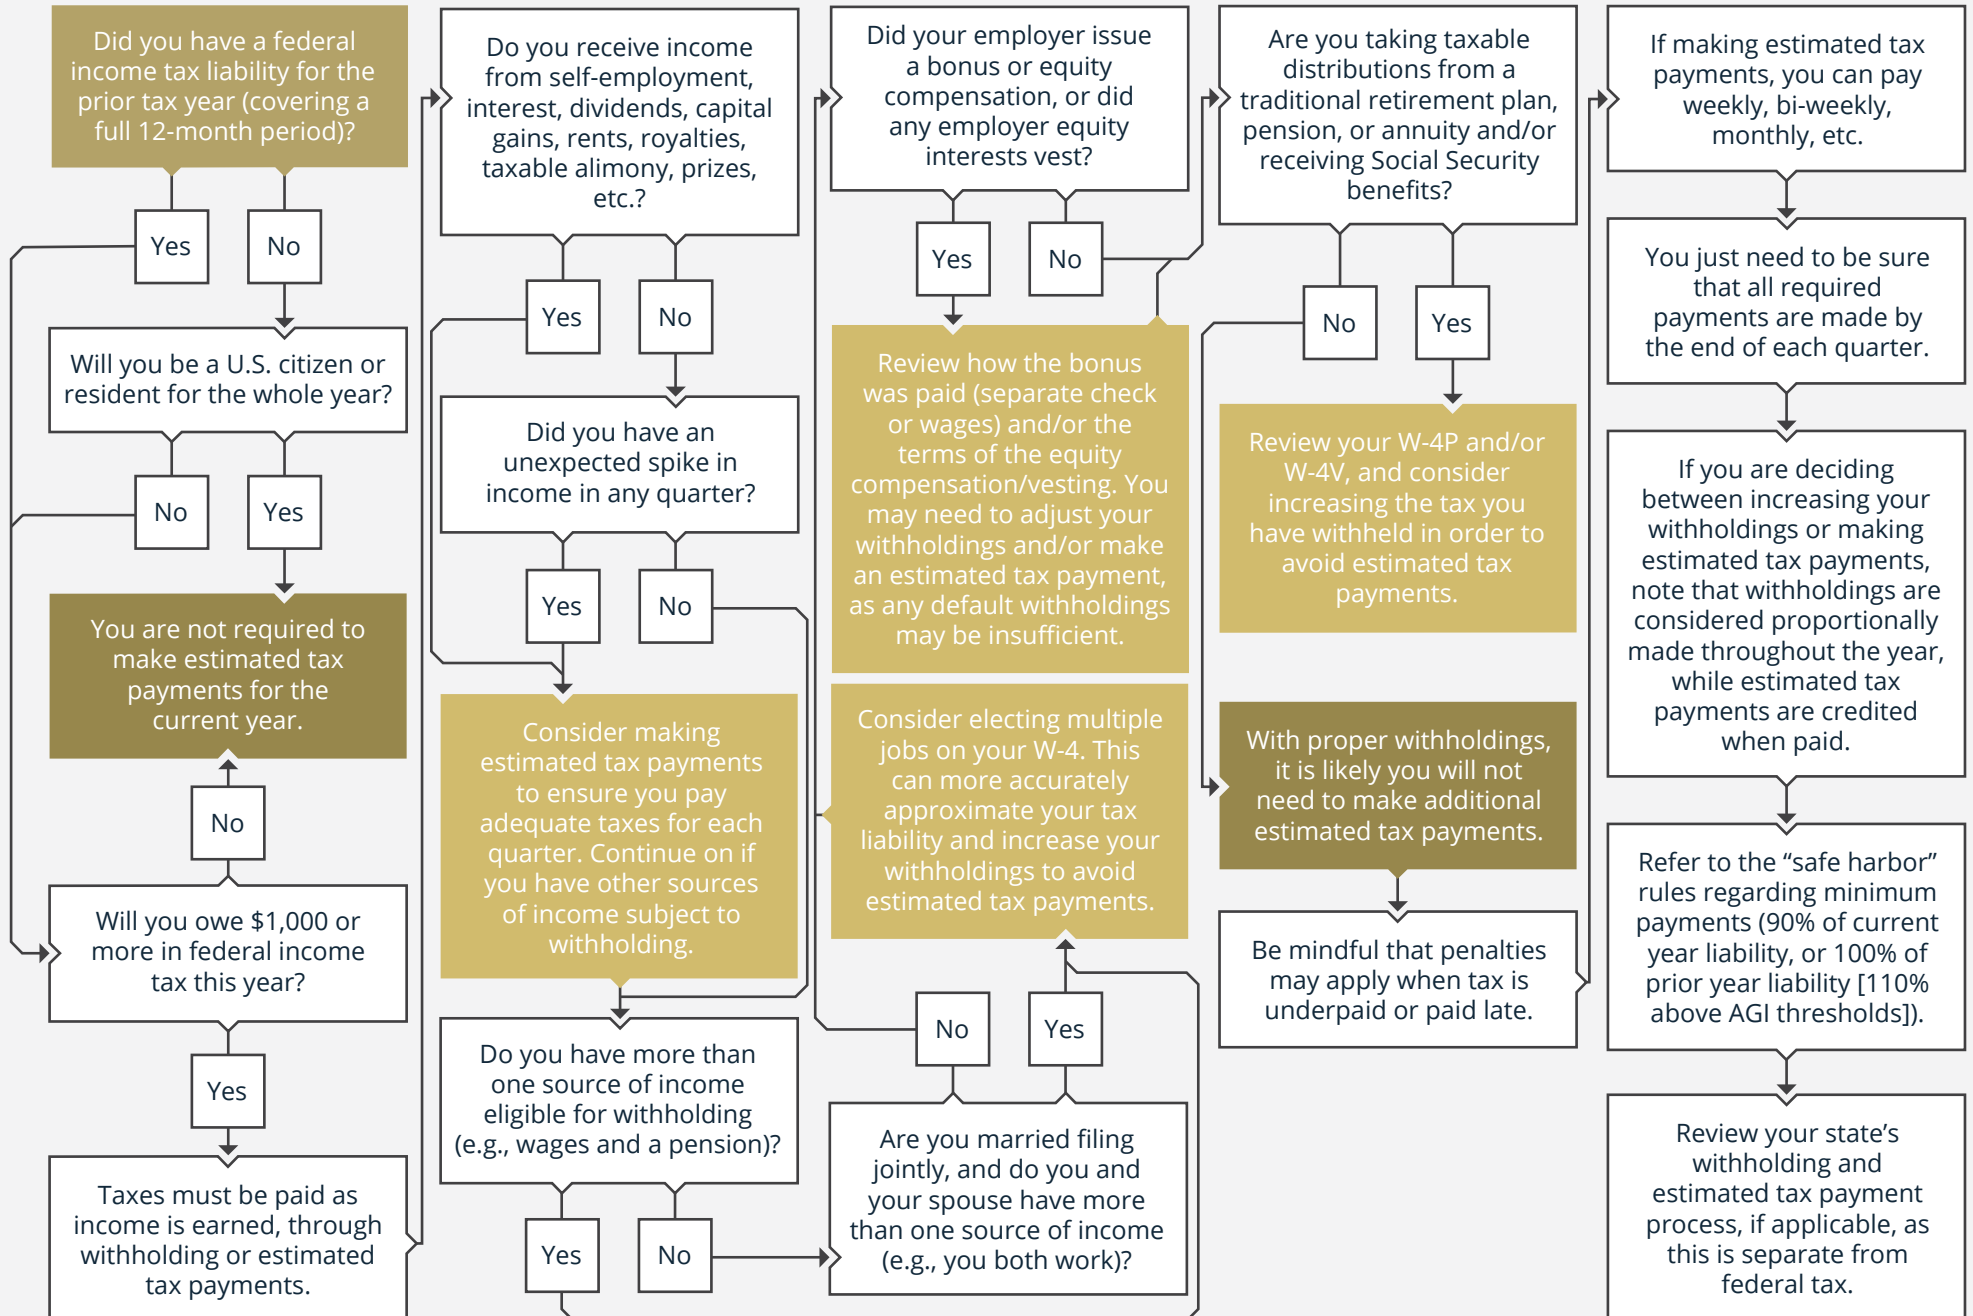 Did you have a federal
income tax liability for the
prior tax year (covering a
full 12-month period)?
Yes
No
Will you be a U.S. citizen or
resident for the whole year?
No
Yes
You are not required to
make estimated tax
payments for the
current year.
No
Will you owe $1,000 or
more in federal income
tax this year?
Yes
Taxes must be paid as
income is earned, through
withholding or estimated
tax payments.
Do you receive income
from self-employment,
interest, dividends, capital
gains, rents, royalties,
taxable alimony, prizes,
etc.?
Yes
No
Did you have an
unexpected spike in
income in any quarter?
Yes
No
Consider making
estimated tax payments
to ensure you pay
adequate taxes for each
quarter. Continue on if
you have other sources
of income subject to
withholding.
Do you have more than
one source of income
eligible for withholding
(e.g., wages and a pension)?
Yes
No
Did your employer issue
a bonus or equity
compensation, or did
any employer equity
interests vest?
Yes
No
Review how the bonus
was paid (separate check
or wages) and/or the
terms of the equity
compensation/vesting. You
may need to adjust your
withholdings and/or make
an estimated tax payment,
as any default withholdings
may be insufficient.
Consider electing multiple
jobs on your W-4. This
can more accurately
approximate your tax
liability and increase your
withholdings to avoid
estimated tax payments.
No
Yes
Are you married filing
jointly, and do you and
your spouse have more
than one source of income
(e.g., you both work)?
Are you taking taxable
distributions from a
traditional retirement plan,
pension, or annuity and/or
receiving Social Security
benefits?
No
Yes
Review your W-4P and/or
W-4V, and consider
increasing the tax you
have withheld in order to
avoid estimated tax
payments.
With proper withholdings,
it is likely you will not
need to make additional
estimated tax payments.
Be mindful that penalties
may apply when tax is
underpaid or paid late.
If making estimated tax
payments, you can pay
weekly, bi-weekly,
monthly, etc.
You just need to be sure
that all required
payments are made by
the end of each quarter.
If you are deciding
between increasing your
withholdings or making
estimated tax payments,
note that withholdings are
considered proportionally
made throughout the year,
while estimated tax
payments are credited
when paid.
Refer to the “safe harbor”
rules regarding minimum
payments (90% of current
year liability, or 100% of
prior year liability [110%
above AGI thresholds]).
Review your state’s
withholding and
estimated tax payment
process, if applicable, as
this is separate from
federal tax.